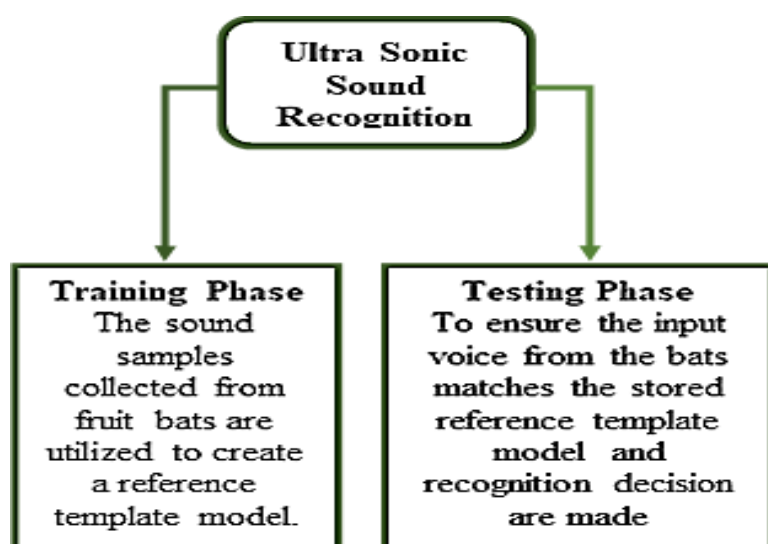 Ultra Sonic
Sound
Recognition
Training Phase
The sound
samples
collected from
fruit bats are
utilized to create
a reference
template model.
Testing Phase
To ensure the input
voice from the bats
matches the stored
reference template
model and
recognition decision
are made